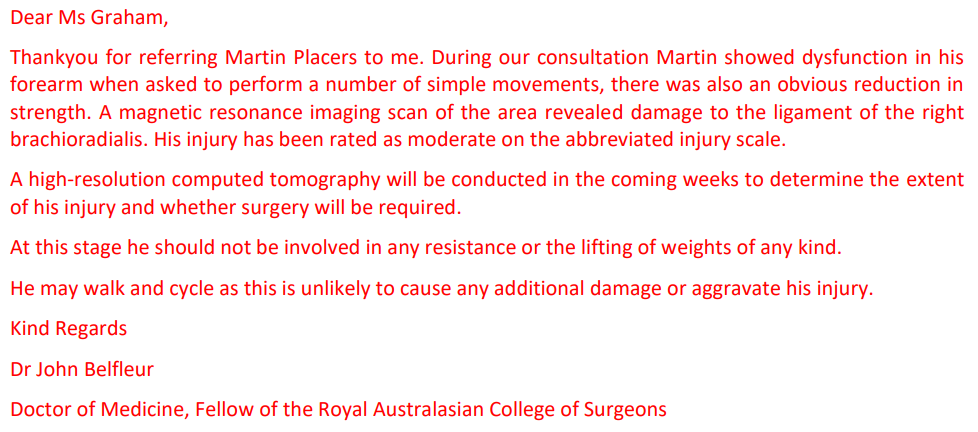 Dear Ms Graham,
Thankyou for referring Martin Placers to me. During our consultation Martin showed dysfunction in his
forearm when asked to perform a number of simple movements, there was also an obvious reduction in
strength. A magnetic resonance imaging scan of the area revealed damage to the ligament of the right
brachioradialis. His injury has been rated as moderate on the abbreviated injury scale.
A high-resolution computed tomography will be conducted in the coming weeks to determine the extent
of his injury and whether surgery will be required.
At this stage he should not be involved in any resistance or the lifting of weights of any kind.
He may walk and cycle as this is unlikely to cause any additional damage or aggravate his injury.
Kind Regards
Dr John Belfleur
Doctor of Medicine, Fellow of the Royal Australasian College of Surgeons